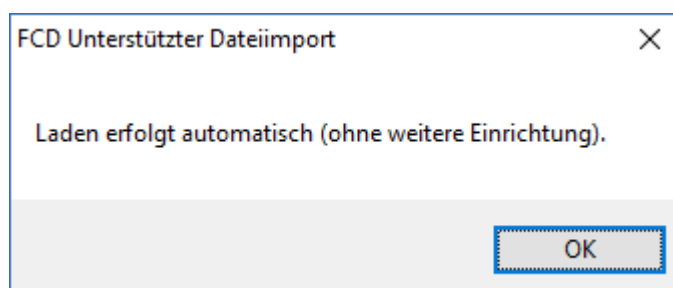 FCD Unterstützter Dateiimport
Laden erfolgt automatisch (ohne weitere Einrichtung).
OK